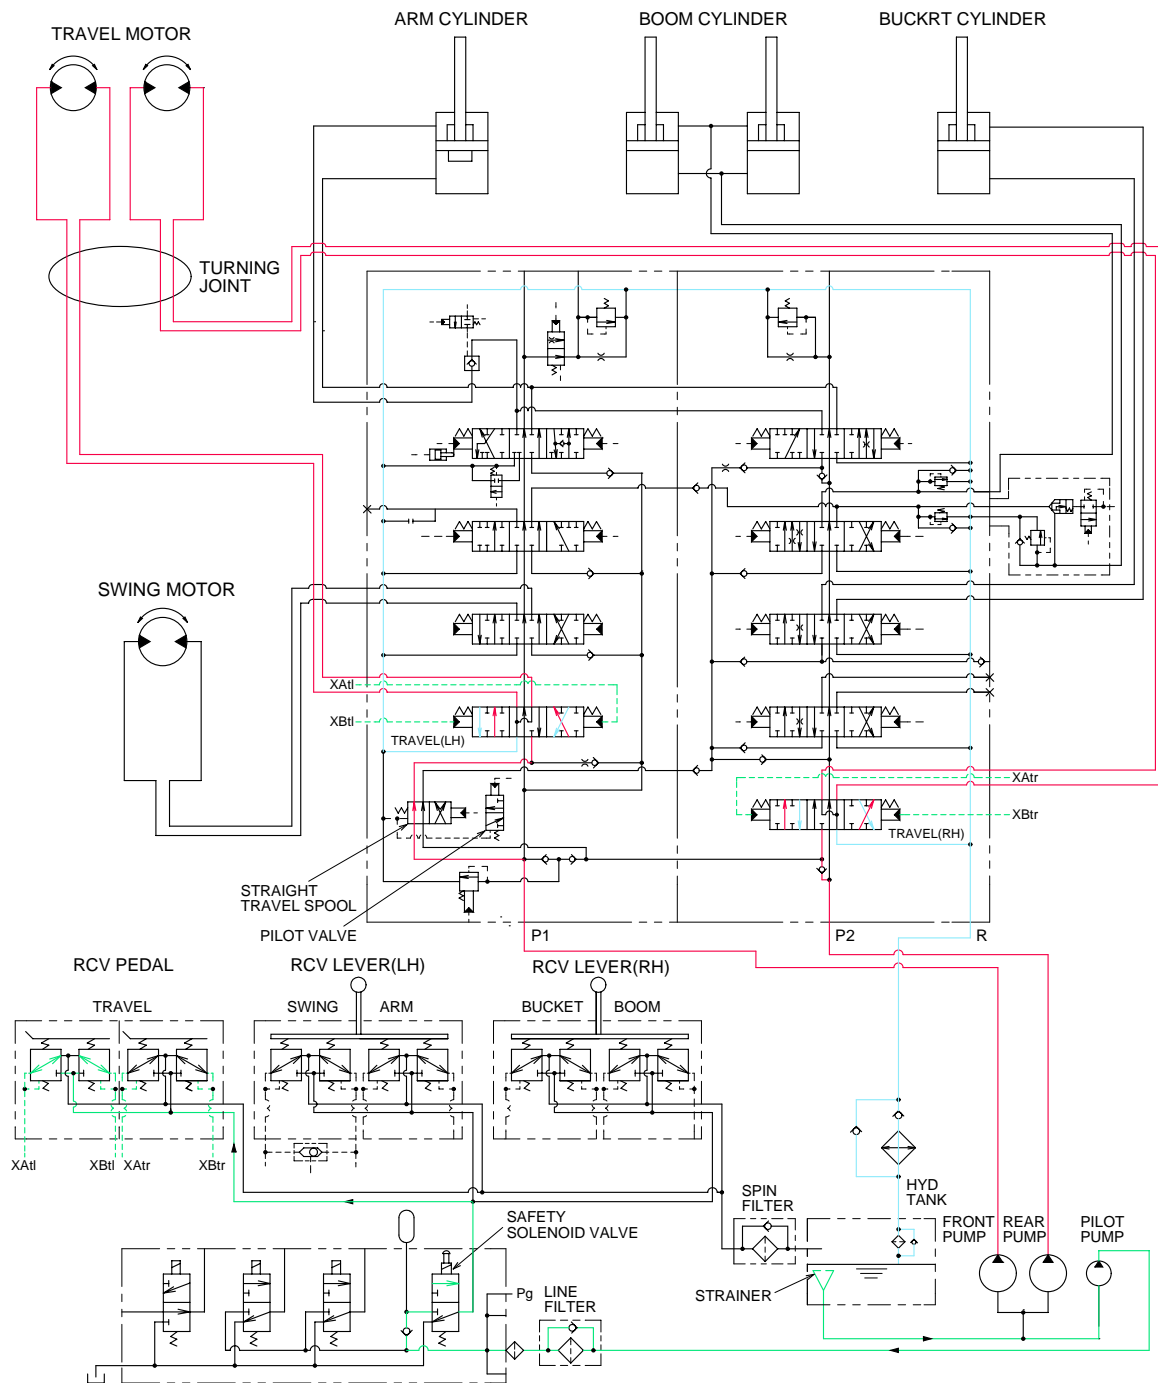 ARM CYLINDER
BOOM CYLINDER
BUCKRT CYLINDER
TRAVEL MOTOR
TURNING
JOINT
SWING MOTOR
XAtl
XBtl
TRAVEL(LH)
XAtr
XBtr
TRAVEL(RH)
STRAIGHT
TRAVEL SPOOL
PILOT VALVE
P1
P2
R
RCV PEDAL
RCV LEVER(LH)
RCV LEVER(RH)
TRAVEL
SWING
ARM
BUCKET
BOOM
XAtl
XBtl
XAtr
XBtr
SAFETY
SOLENOID VALVE
SPIN
FILTER
HYD
TANK
FRONT
PUMP
REAR
PUMP
PILOT
PUMP
STRAINER
Pg
LINE
FILTER